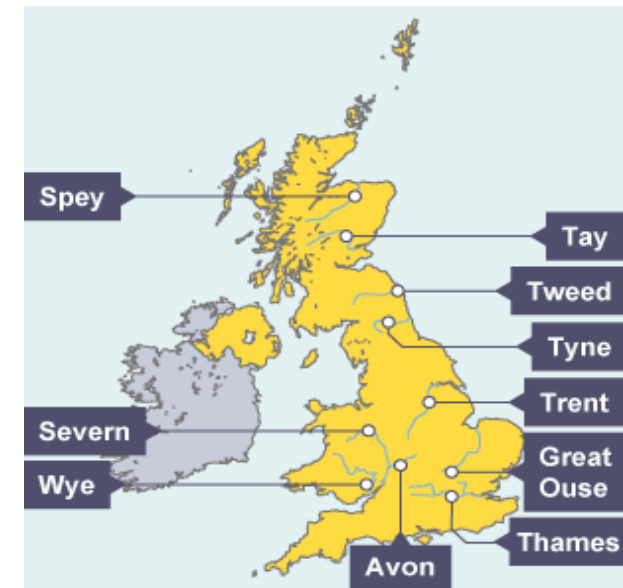 Spey
Tay
Tweed
Tyne
Trent
Severn
Great
Ouse
Wye
Thames
Avon